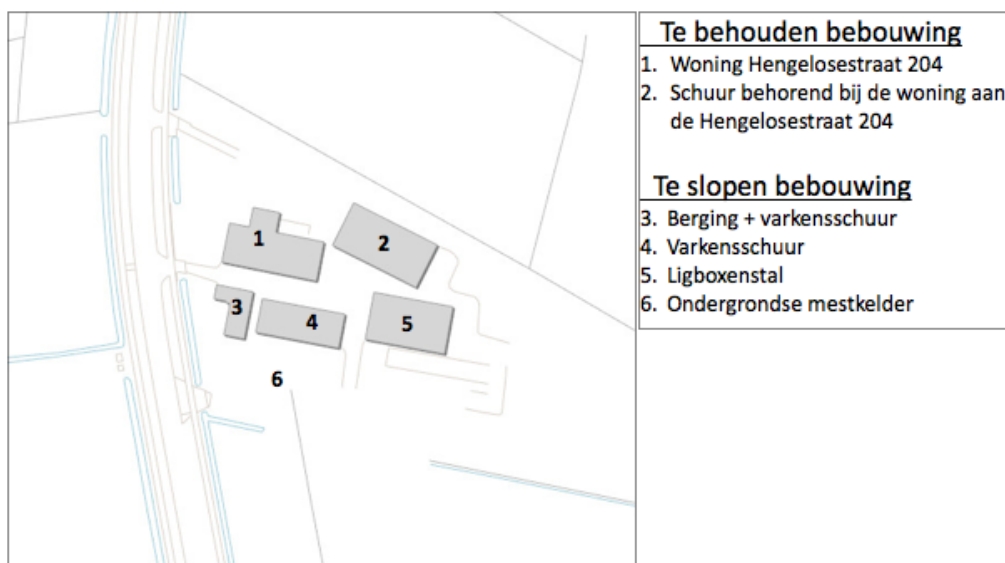 Te behouden bebouwing
1. Woning Hengelosestraat 204
2. Schuur behorend bij de woning aan
de Hengelosestraat 204
Te slopen bebouwing
3. Berging + varkensschuur
4. Varkensschuur
5. Ligboxenstal
6. Ondergrondse mestkelder
1
2
3
4
5
6